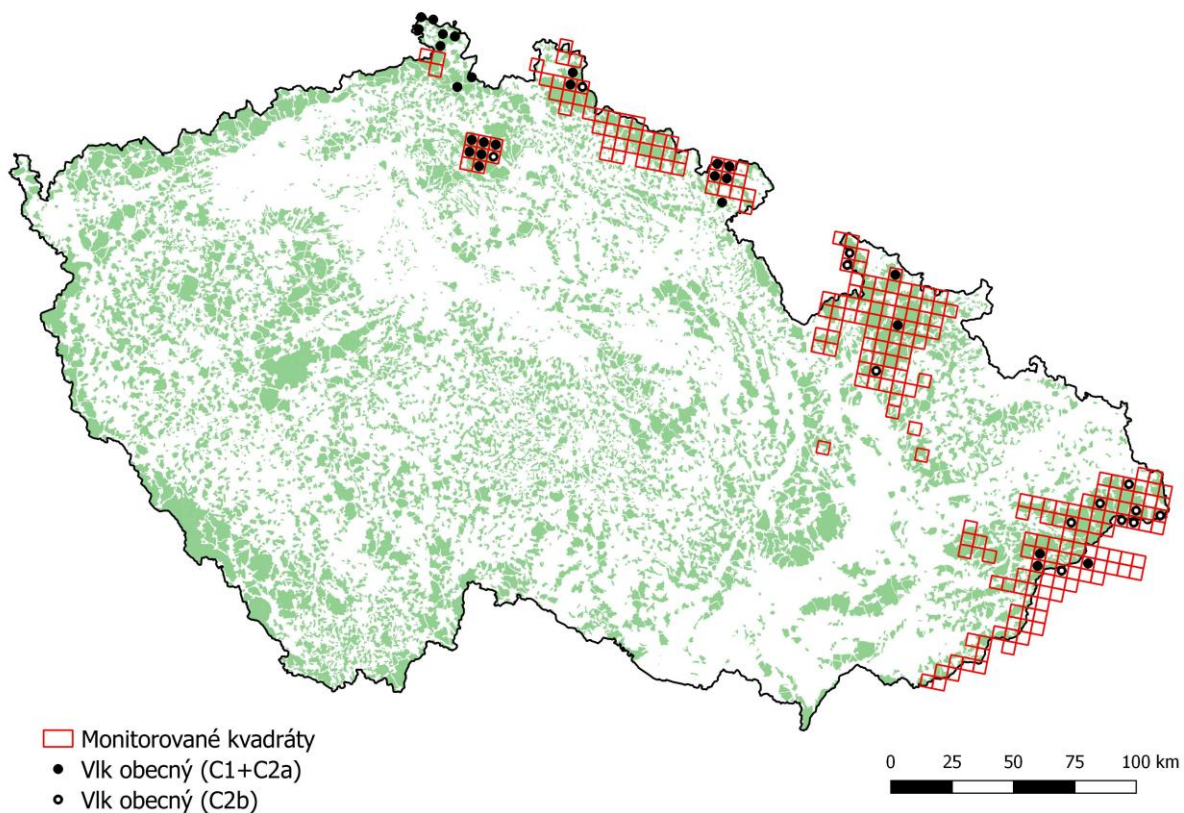 Monitorované kvadráty
Vlk obecný (C1+C2a)
Vlk obecný (C2b)
0 25 50 75 100 km